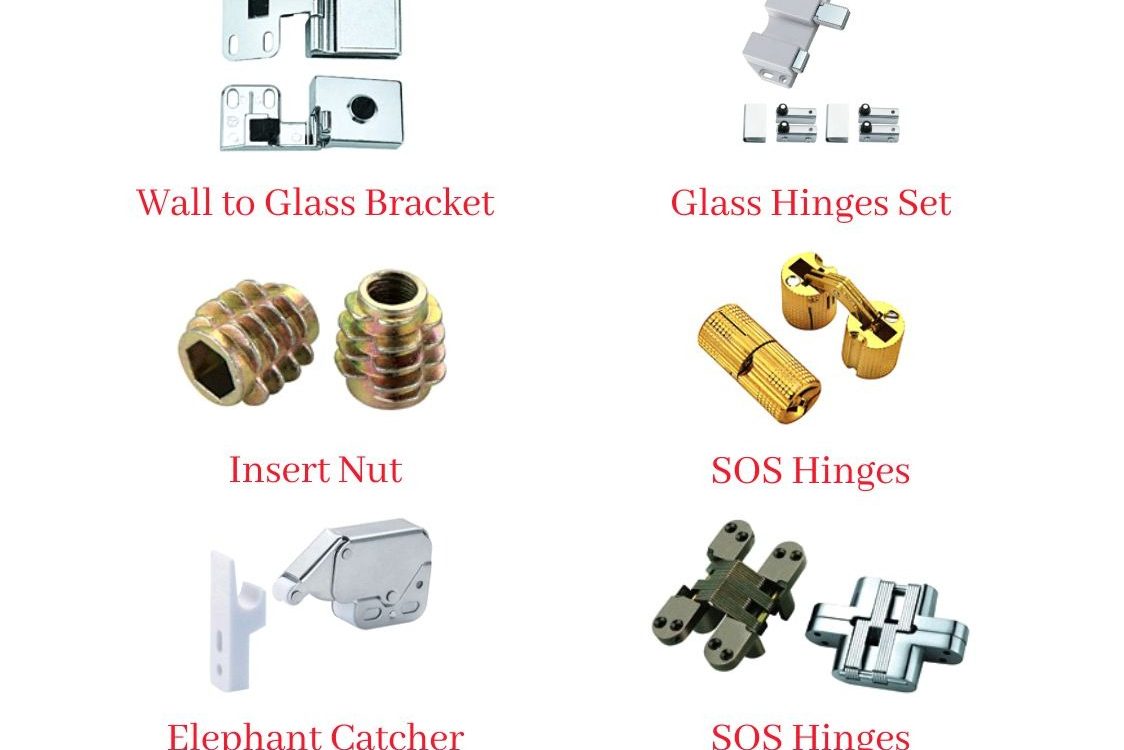 Wall to Glass Bracket
Glass Hinges Set
Insert Nut
SOS Hinges
Elephant Catcher
SOS Hinges